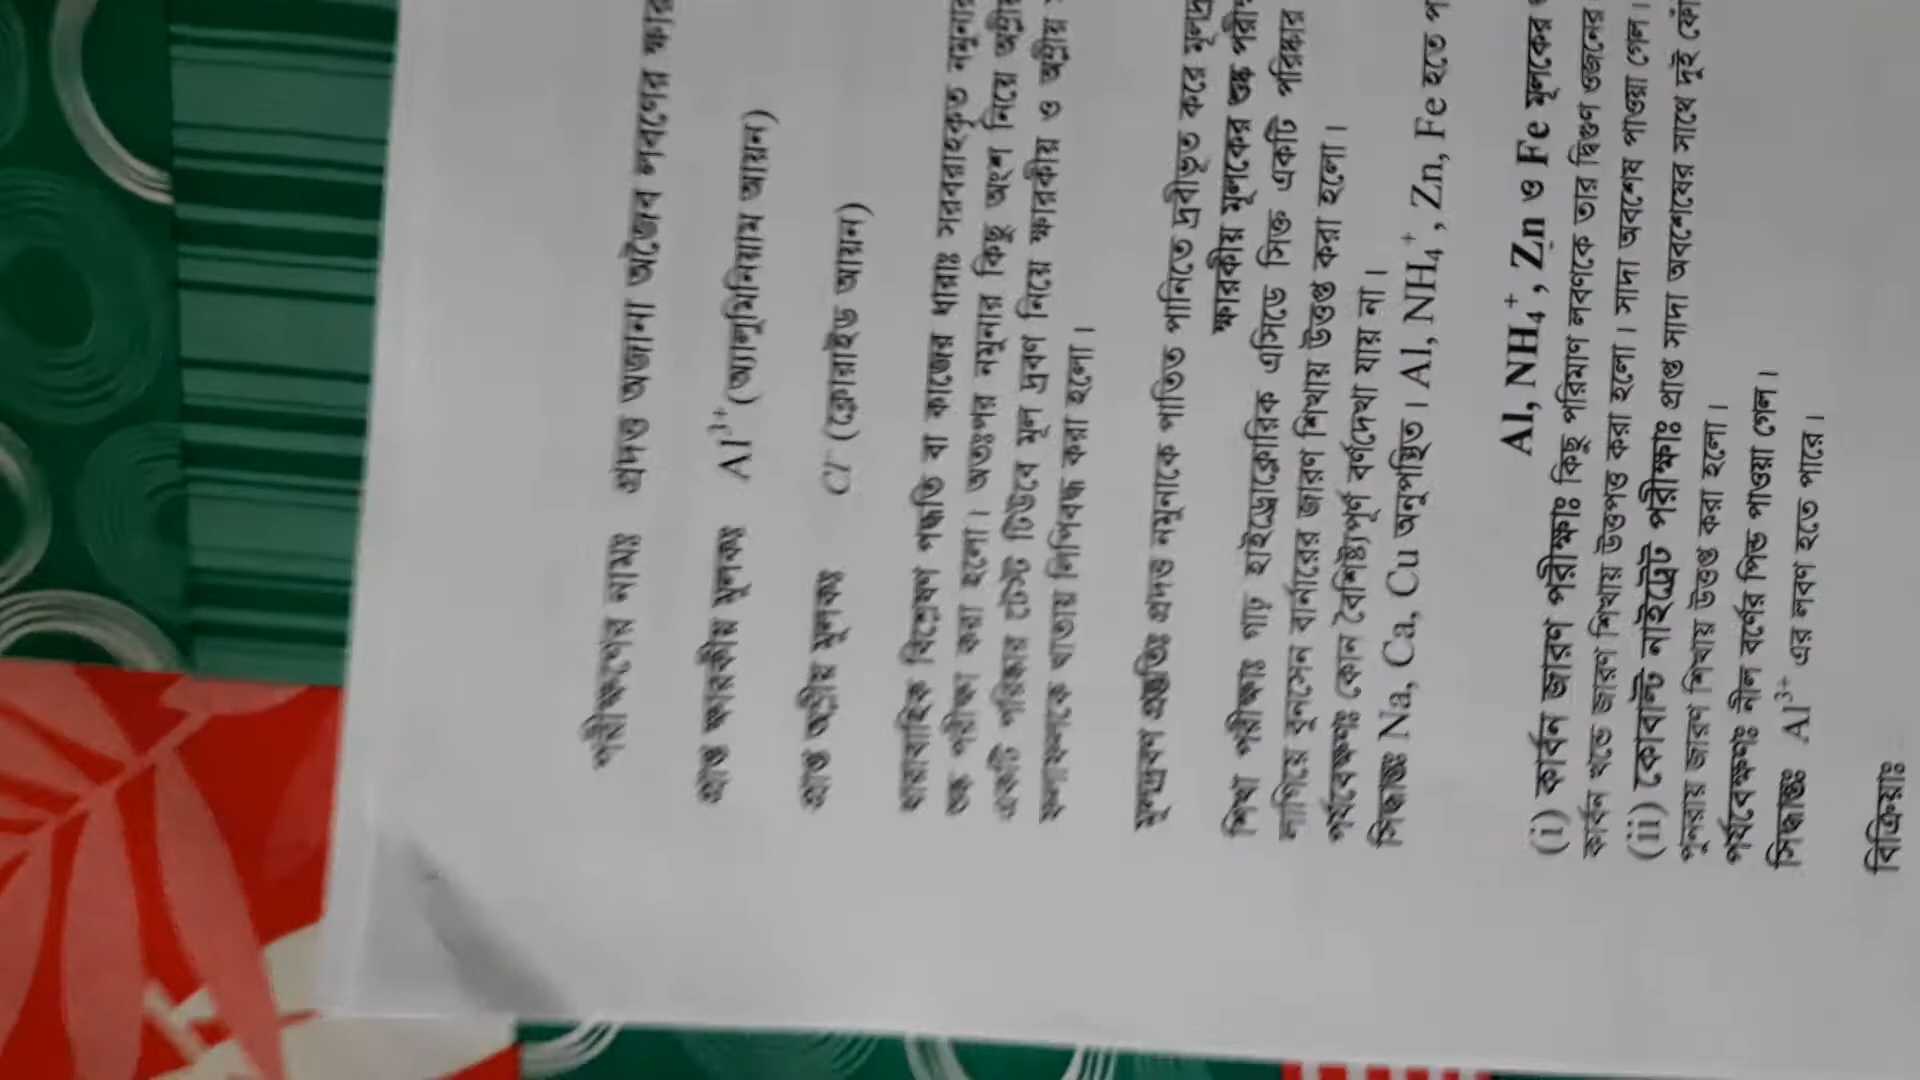 পরীক্ষণের নামঃ প্রদত্ত অজানা অজৈব লবণের
প্রাপ্ত ক্ষারকীয় মূলকঃ Al³⁺ (অ্যালুমিনিয়াম আয়ন)
প্রাপ্ত অম্লীয় মূলকঃ Cl⁻ (ক্লোরাইড আয়ন)
ধারাবাহিক বিশ্লেষণ পদ্ধতি বা কাজের ধারাঃ সরবরাহকৃত
শুষ্ক পরীক্ষা করা হলো। অতঃপর নমুনার কিছু অংশ নিয়ে
একটি পরিষ্কার টেস্ট টিউবে মূল দ্রবণ নিয়ে ক্ষারকীয় ও অম্লীয়
ফলাফলকে খাতায় লিপিবদ্ধ করা হলো।
মূলদ্রবণ প্রস্তুতিঃ প্রদত্ত নমুনাকে পাতিত পানিতে দ্রবীভূত করে
ক্ষারকীয় মূলকের শুষ্ক
শিখা পরীক্ষাঃ গাঢ় হাইড্রোক্লোরিক এসিডে সিক্ত একটি পরিষ্কার
লাগিয়ে বুনসেন বার্নারের জারণ শিখায় উত্তপ্ত করা হলো।
পর্যবেক্ষণঃ কোন বৈশিষ্ট্যপূর্ণ বর্ণদেখা যায় না।
সিদ্ধান্তঃ Na, Ca, Cu অনুপস্থিত। Al, NH₄⁺, Zn, Fe হতে
Al, NH₄⁺, Zn ও Fe মূলকের
(i) কার্বন জারণ পরীক্ষাঃ কিছু পরিমাণ লবণকে তার দ্বিগুণ ওজনের
কার্বন খন্ডে জারণ শিখায় উত্তপ্ত করা হলো। সাদা অবশেষ পাওয়া গেল।
(ii) কোবাল্ট নাইট্রেট পরীক্ষাঃ প্রাপ্ত সাদা অবশেষের সাথে দুই
পুনরায় জারণ শিখায় উত্তপ্ত করা হলো।
পর্যবেক্ষণঃ নীল বর্ণের পিন্ড পাওয়া গেল।
সিদ্ধান্তঃ Al³⁺ এর লবণ হতে পারে।
বিক্রিয়াঃ